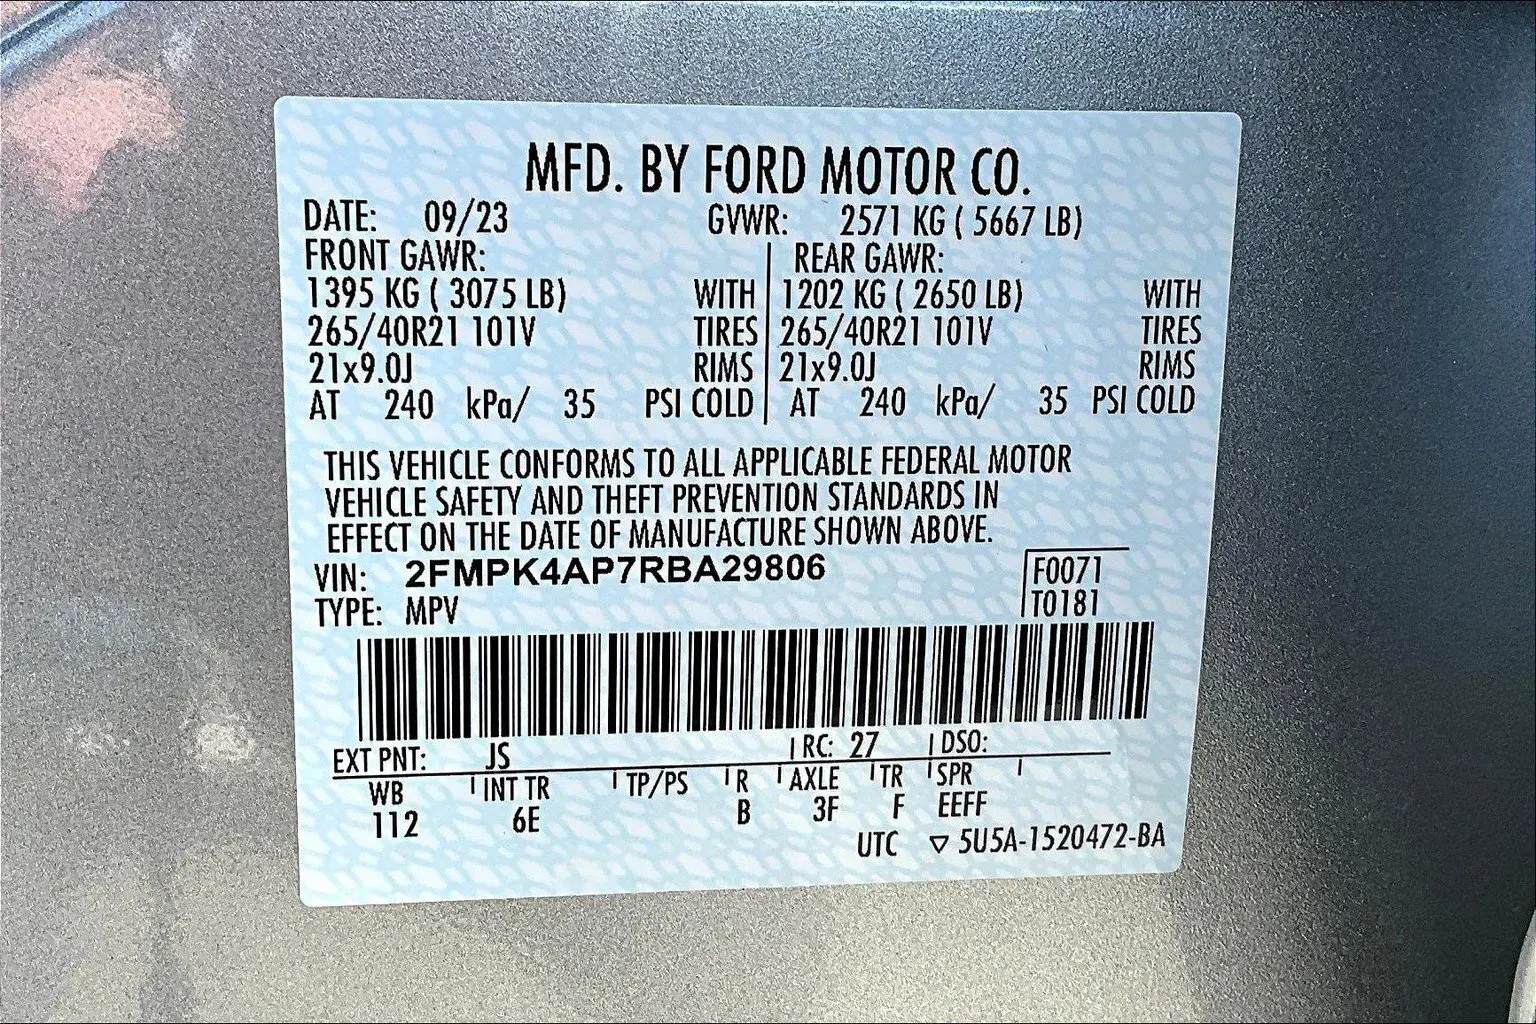 MFD. BY FORD MOTOR CO.
DATE: 09/23 GVWR: 2571 KG ( 5667 LB)
FRONT GAWR: REAR GAWR:
1395 KG ( 3075 LB) WITH 1202 KG ( 2650 LB) WITH
265/40R21 101V TIRES 265/40R21 101V TIRES
21x9.0J RIMS 21x9.0J RIMS
AT 240 kPa/ 35 PSI COLD AT 240 kPa/ 35 PSI COLD
THIS VEHICLE CONFORMS TO ALL APPLICABLE FEDERAL MOTOR
VEHICLE SAFETY AND THEFT PREVENTION STANDARDS IN
EFFECT ON THE DATE OF MANUFACTURE SHOWN ABOVE.
VIN: 2FMPK4AP7RBA29806 F0071
TYPE: MPV T0181
EXT PNT: JS RC: 27 DSO:
WB INT TR TP/PS R AXLE TR SPR
112 6E B 3F F EEFF
UTC ▽ 5U5A-1520472-BA